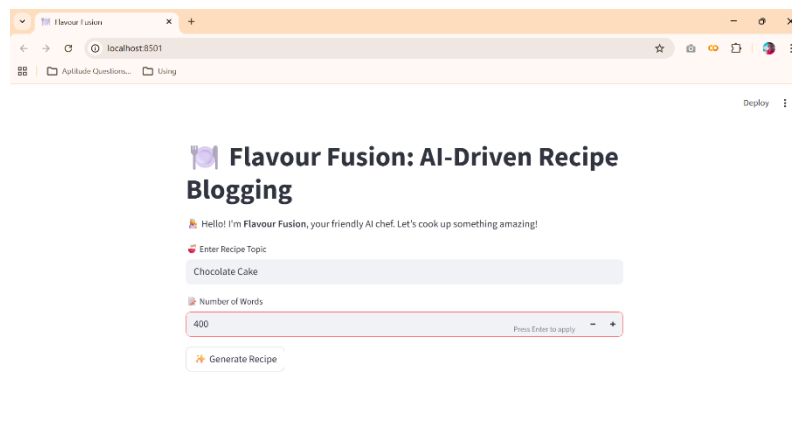 Flavour Fusion
localhost:8501
Aptitude Questions... Using
Deploy
Flavour Fusion: AI-Driven Recipe
Blogging
Hello! I'm Flavour Fusion, your friendly AI chef. Let's cook up something amazing!
Enter Recipe Topic
Chocolate Cake
Number of Words
400 Press Enter to apply - +
Generate Recipe